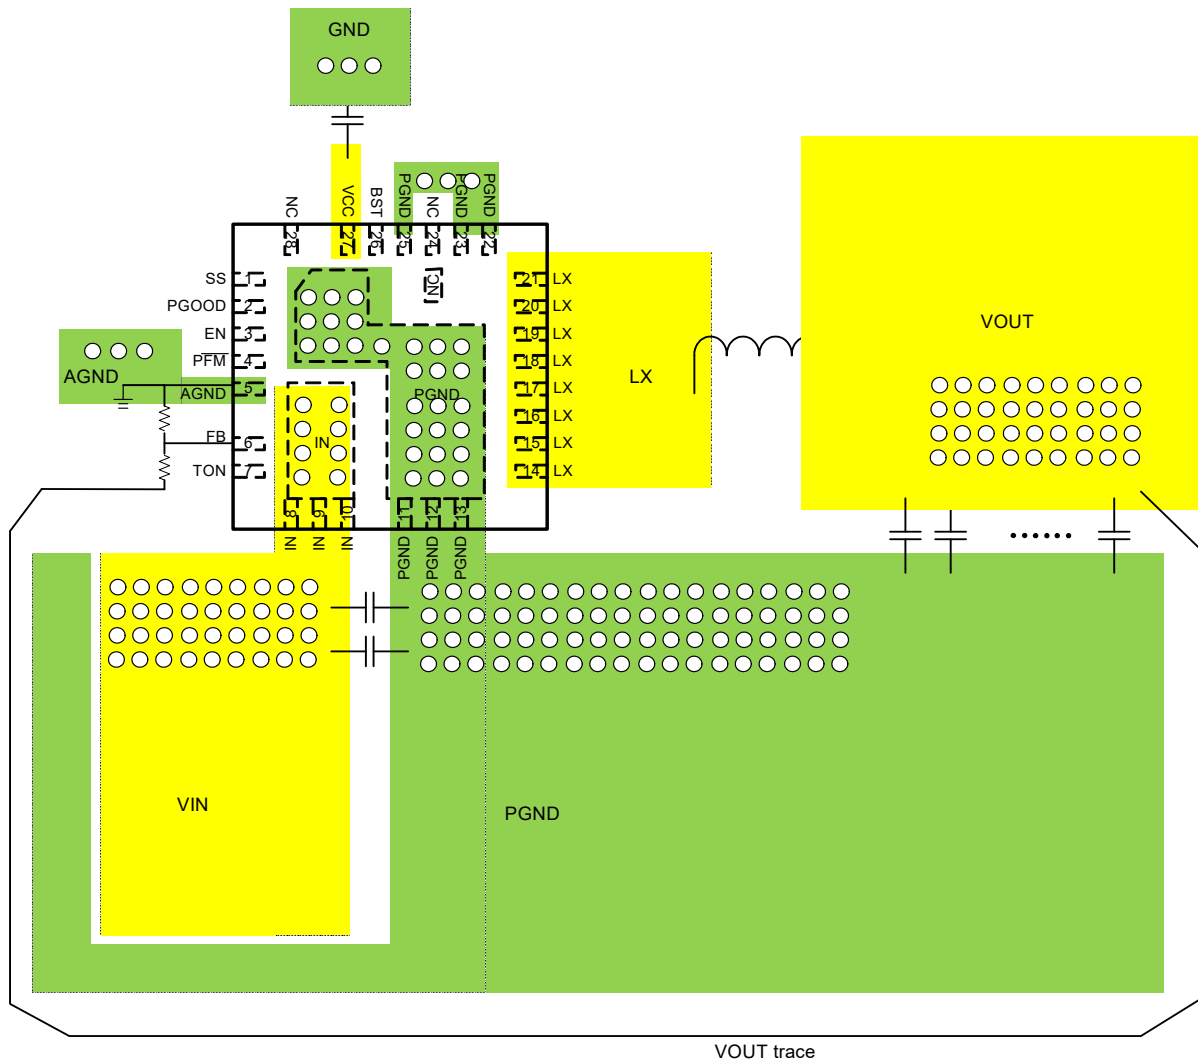 GND
NC
VCC
BST
PGND
NC
PGND
PGND
28
27
26
25
24
23
22
SS 1
PGOOD 2
EN 3
PFM 4
AGND 5
FB 6
TON 7
AGND
NC
21 LX
20 LX
19 LX
18 LX
17 LX
16 LX
15 LX
14 LX
LX
VOUT
PGND
IN
8
9
10
11
12
13
IN
IN
IN
PGND
PGND
PGND
VIN
PGND
VOUT trace